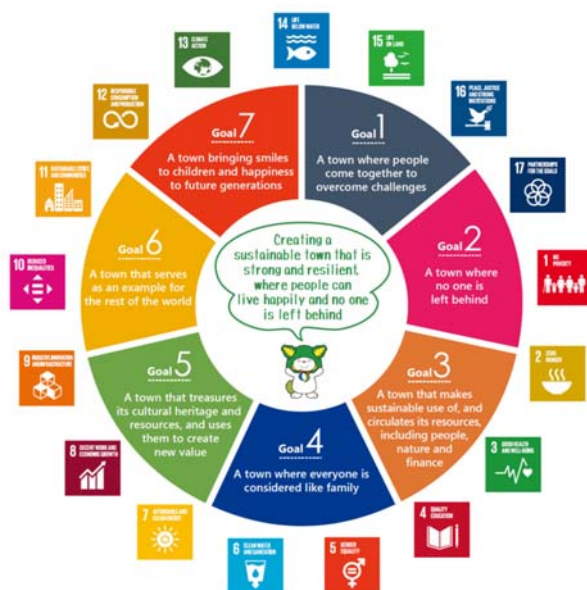 14 LIFE
BELOW WATER
13 CLIMATE
ACTION
15 LIFE
ON LAND
12 RESPONSIBLE
CONSUMPTION
AND PRODUCTION
16 PEACE, JUSTICE
AND STRONG
INSTITUTIONS
11 SUSTAINABLE CITIES
AND COMMUNITIES
17 PARTNERSHIPS
FOR THE GOALS
10 REDUCED
INEQUALITIES
1 NO
POVERTY
9 INDUSTRY, INNOVATION
AND INFRASTRUCTURE
2 ZERO
HUNGER
8 DECENT WORK AND
ECONOMIC GROWTH
3 GOOD HEALTH
AND WELL-BEING
7 AFFORDABLE AND
CLEAN ENERGY
4 QUALITY
EDUCATION
6 CLEAN WATER
AND SANITATION
5 GENDER
EQUALITY
Goal 1
A town where people
come together to
overcome challenges
Goal 2
A town where
no one is
left behind
Goal 3
A town that makes
sustainable use of, and
circulates its resources,
including people,
nature and
finance
Goal 4
A town where everyone is
considered like family
Goal 5
A town that treasures
its cultural heritage and
resources, and uses
them to create
new value
Goal 6
A town that serves
as an example for
the rest of the world
Goal 7
A town bringing smiles
to children and happiness
to future generations
Creating a
sustainable town that is
strong and resilient,
where people can
live happily and no one
is left behind